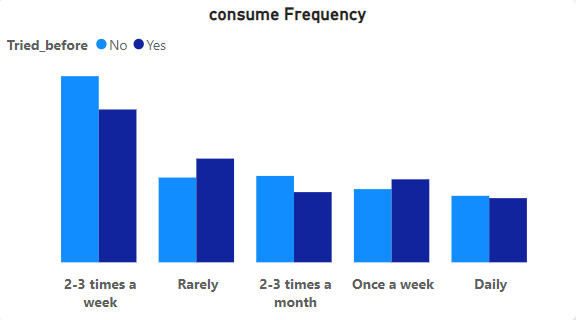 consume Frequency
Tried_before No Yes
2-3 times a week
Rarely
2-3 times a month
Once a week
Daily